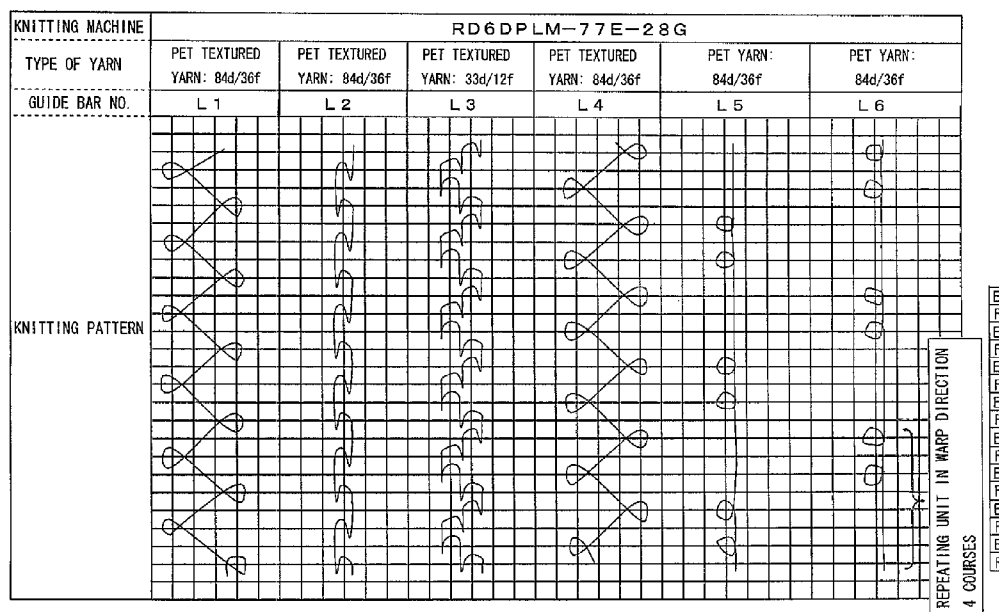 KNITTING MACHINE RD6DPLM-77E-28G
TYPE OF YARN
PET TEXTURED YARN: 84d/36f
PET TEXTURED YARN: 84d/36f
PET TEXTURED YARN: 33d/12f
PET TEXTURED YARN: 84d/36f
PET YARN: 84d/36f
PET YARN: 84d/36f
GUIDE BAR NO. L1 L2 L3 L4 L5 L6
KNITTING PATTERN
REPEATING UNIT IN WARP DIRECTION
4 COURSES